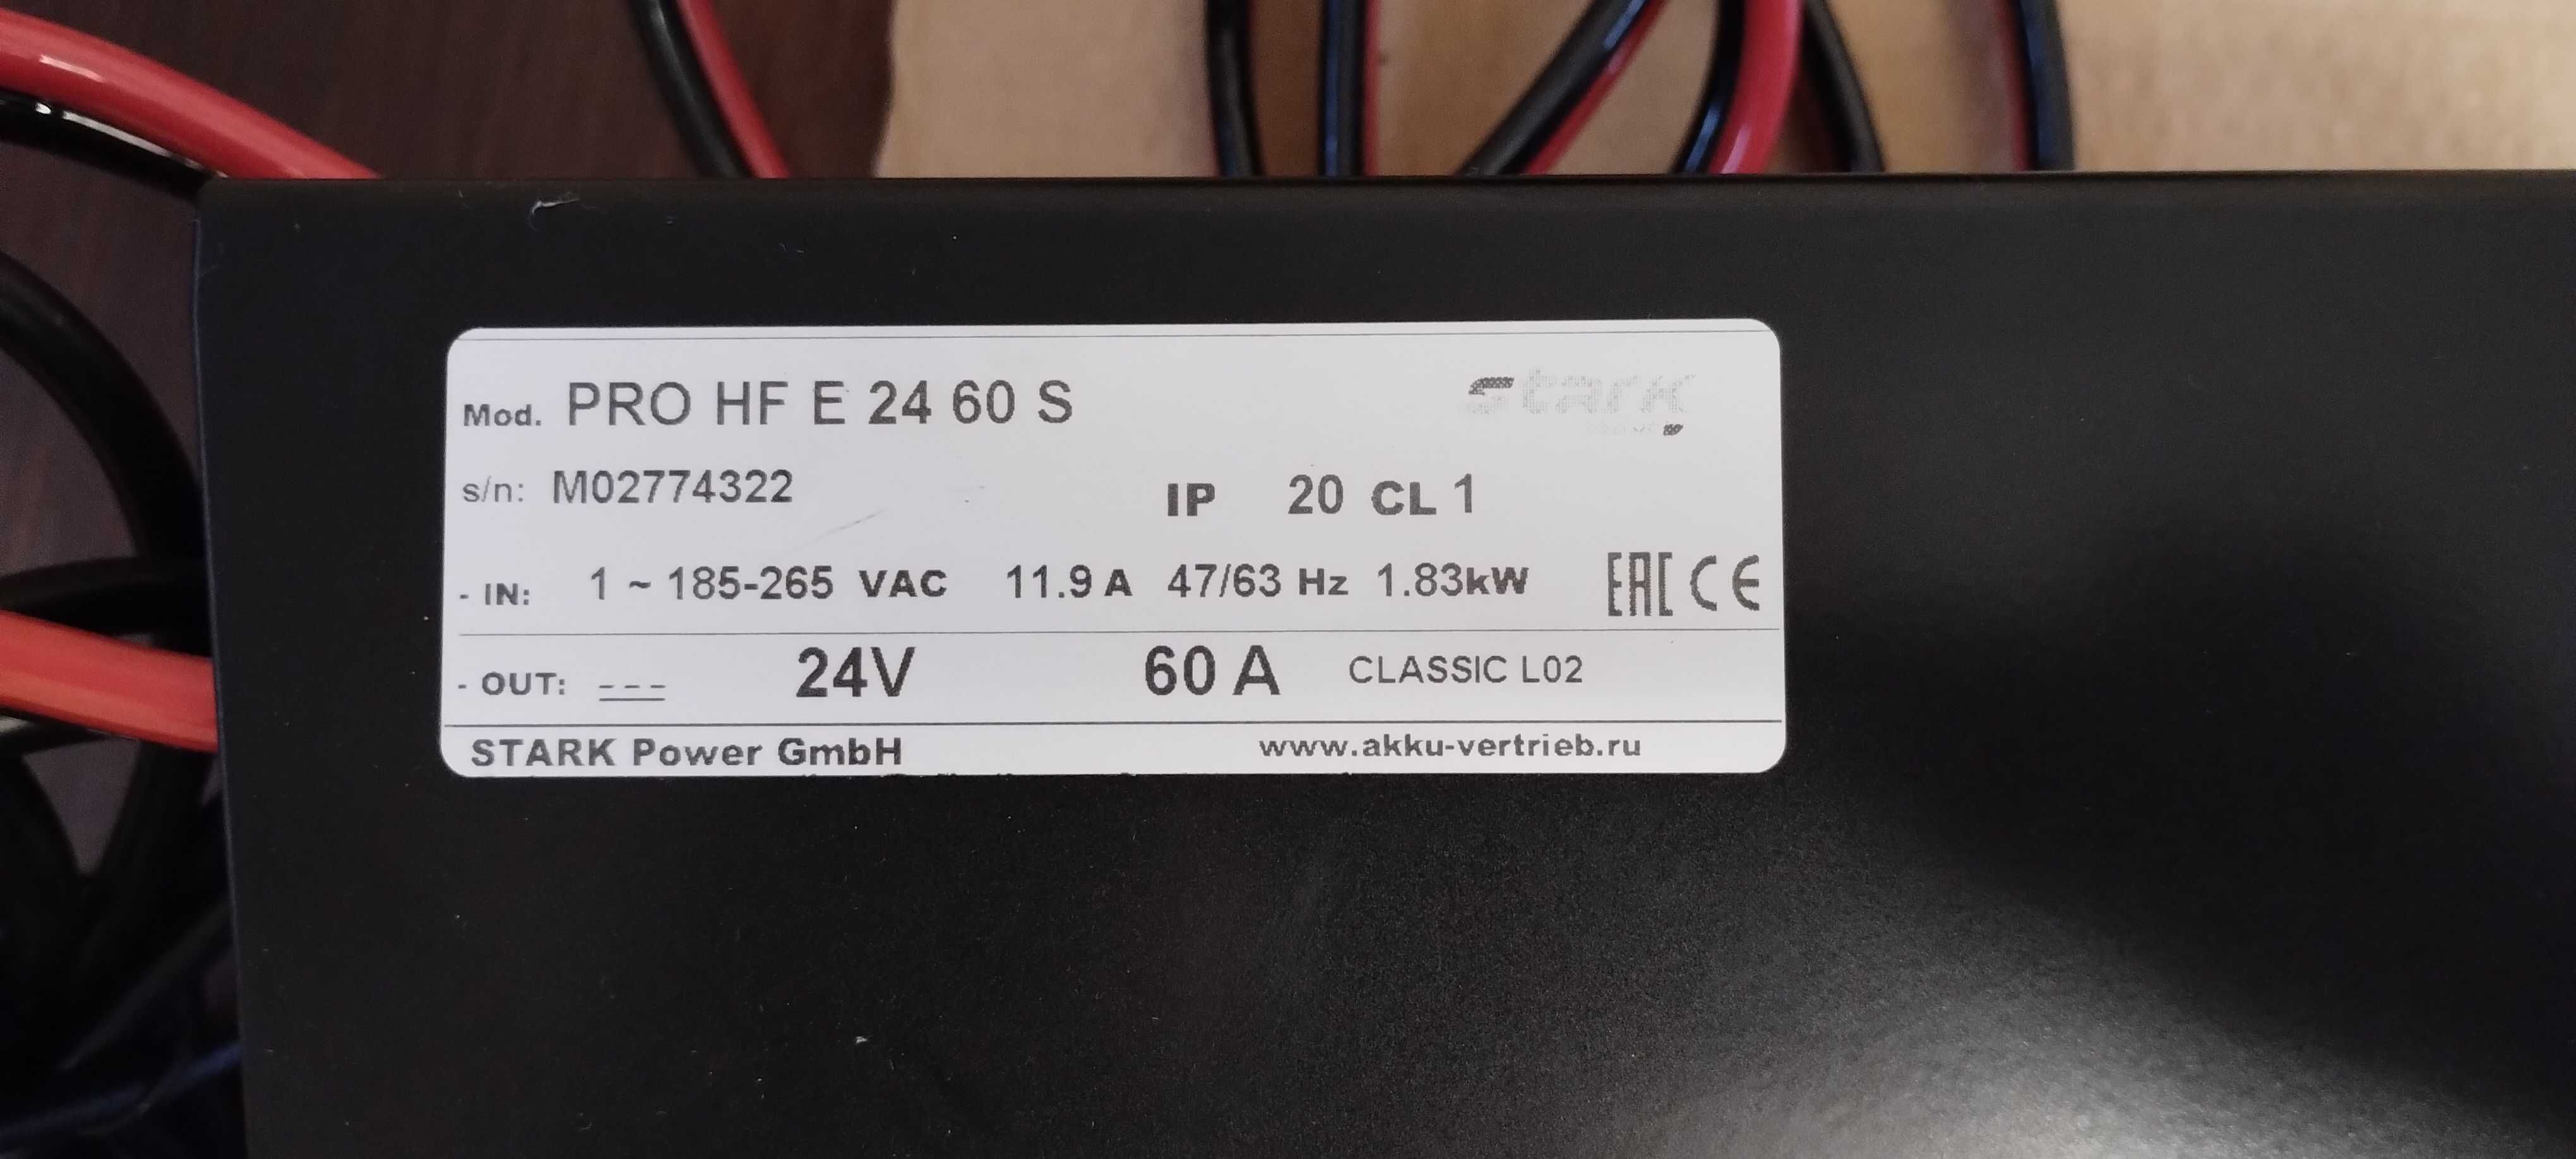 Mod. PRO HF E 24 60 S
stark
s/n: M02774322 IP 20 CL 1
- IN: 1 ~ 185-265 VAC 11.9 A 47/63 Hz 1.83kW EAC CE
- OUT: 24V 60 A CLASSIC L02
STARK Power GmbH www.akku-vertrieb.ru